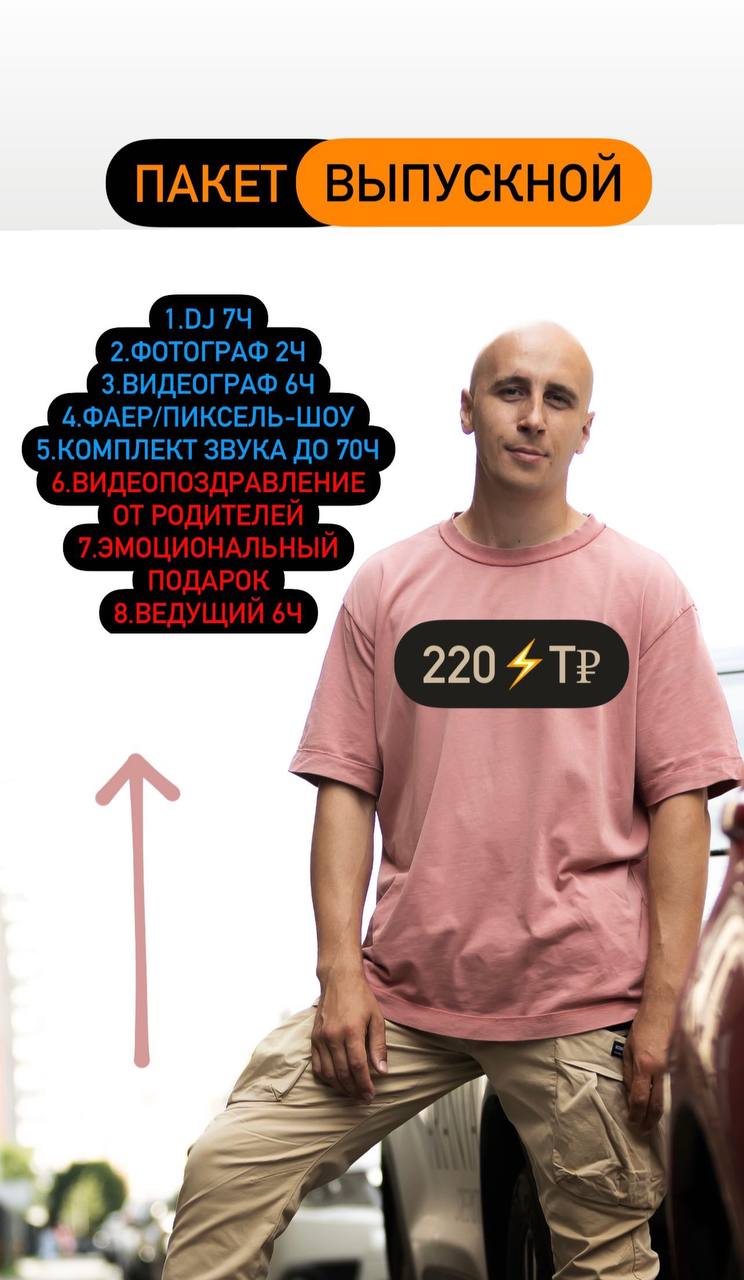 ПАКЕТ ВЫПУСКНОЙ
1.DJ 7Ч
2.ФОТОГРАФ 2Ч
3.ВИДЕОГРАФ 6Ч
4.ФАЕР/ПИКСЕЛЬ-ШОУ
5.КОМПЛЕКТ ЗВУКА ДО 70Ч
6.ВИДЕОПОЗДРАВЛЕНИЕ
ОТ РОДИТЕЛЕЙ
7.ЭМОЦИОНАЛЬНЫЙ
ПОДАРОК
8.ВЕДУЩИЙ 6Ч
220⚡Т₽